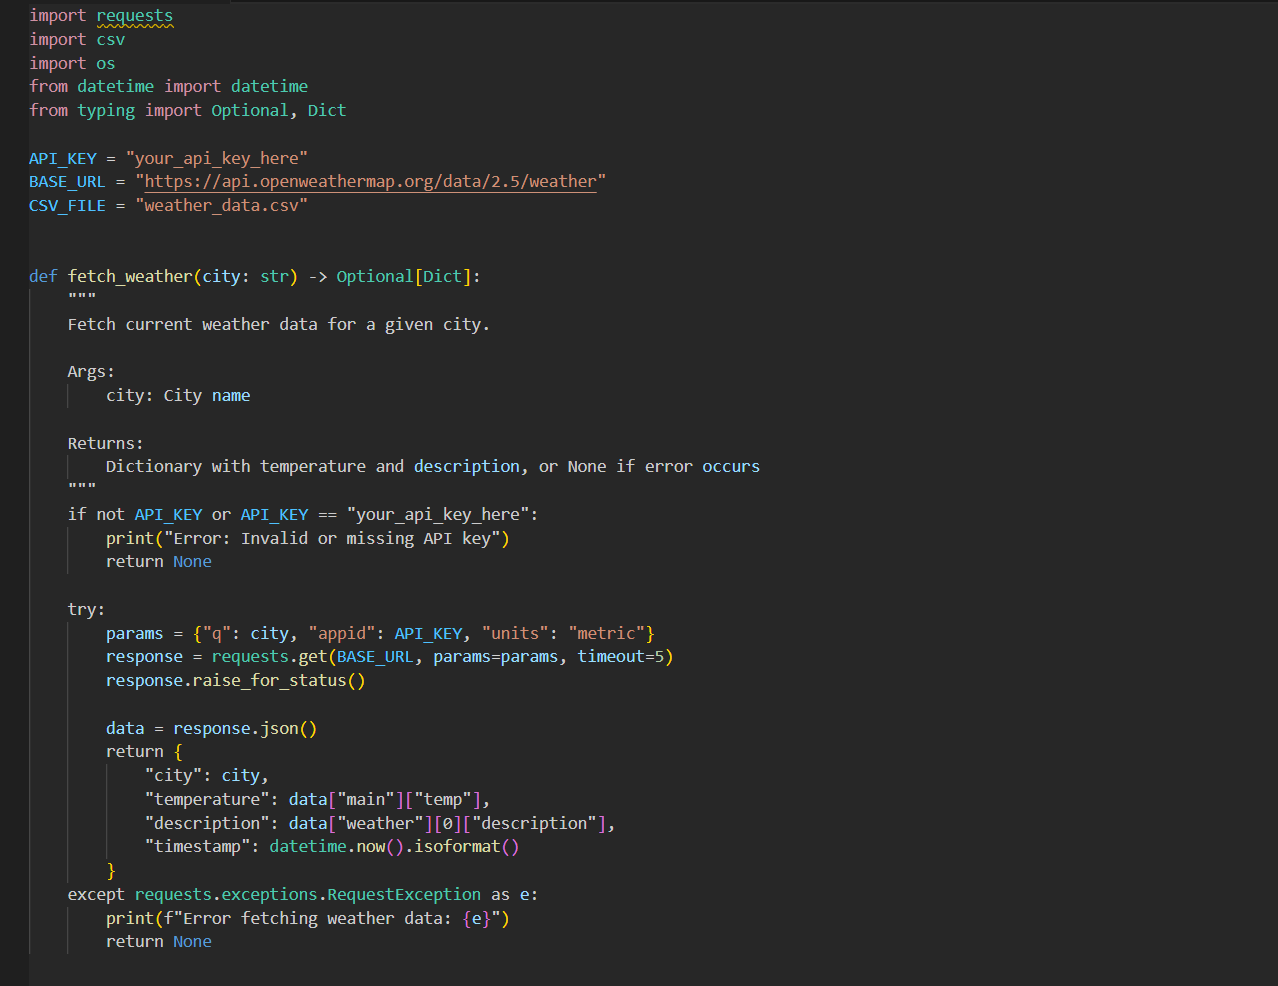 import requests
import csv
import os
from datetime import datetime
from typing import Optional, Dict

API_KEY = "your_api_key_here"
BASE_URL = "https://api.openweathermap.org/data/2.5/weather"
CSV_FILE = "weather_data.csv"


def fetch_weather(city: str) -> Optional[Dict]:
    """
    Fetch current weather data for a given city.

    Args:
        city: City name

    Returns:
        Dictionary with temperature and description, or None if error occurs
    """
    if not API_KEY or API_KEY == "your_api_key_here":
        print("Error: Invalid or missing API key")
        return None

    try:
        params = {"q": city, "appid": API_KEY, "units": "metric"}
        response = requests.get(BASE_URL, params=params, timeout=5)
        response.raise_for_status()

        data = response.json()
        return {
            "city": city,
            "temperature": data["main"]["temp"],
            "description": data["weather"][0]["description"],
            "timestamp": datetime.now().isoformat()
        }
    except requests.exceptions.RequestException as e:
        print(f"Error fetching weather data: {e}")
        return None